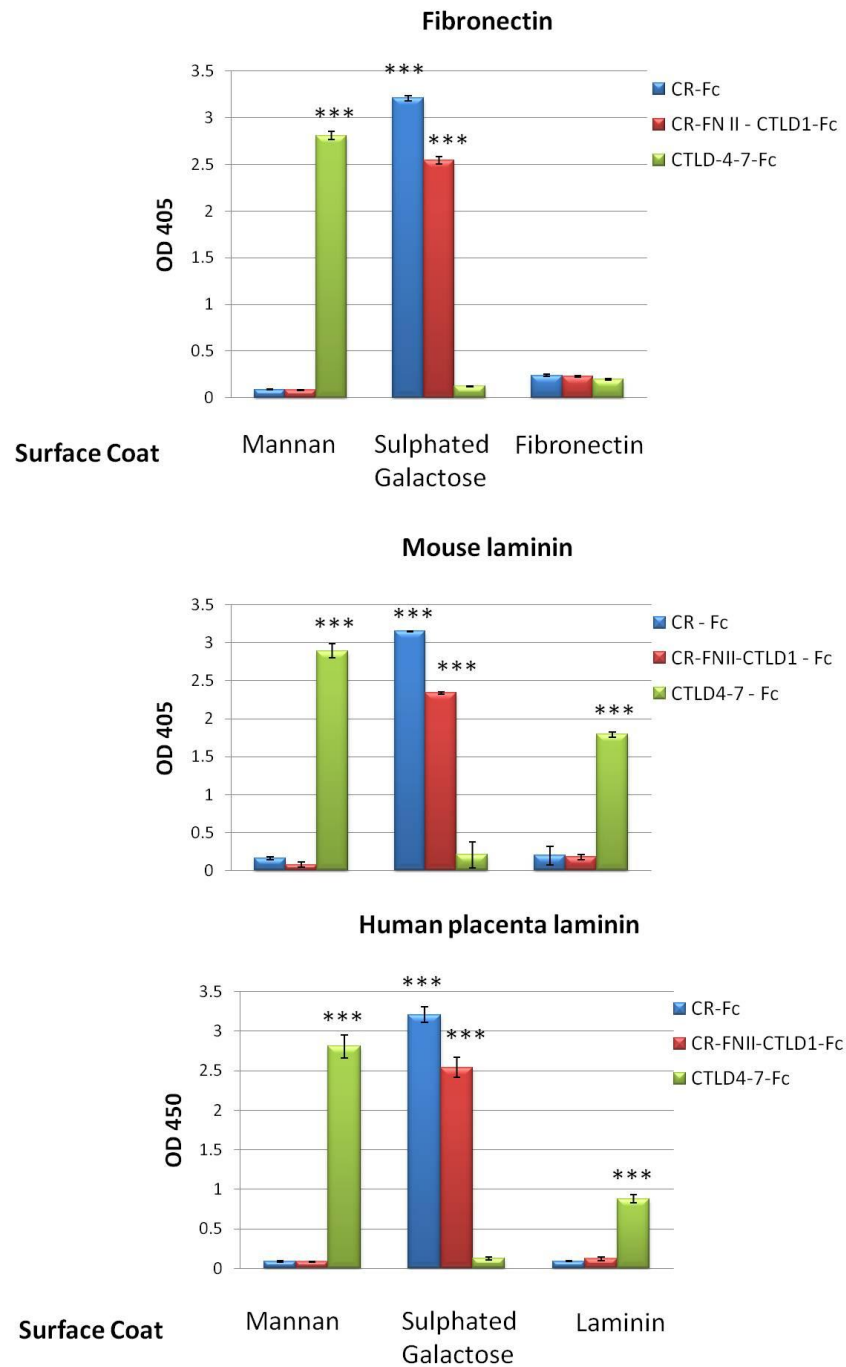 Fibronectin
***
***
***
3.5
3
2.5
2
1.5
1
0.5
0
OD 405
CR-Fc
CR-FN II - CTLD1-Fc
CTLD-4-7-Fc
Surface Coat
Mannan
Sulphated
Galactose
Fibronectin
Mouse laminin
***
***
***
***
3.5
3
2.5
2
1.5
1
0.5
0
OD 405
CR - Fc
CR-FNII-CTLD1 - Fc
CTLD4-7 - Fc
Human placenta laminin
***
***
***
***
3.5
3
2.5
2
1.5
1
0.5
0
OD 450
CR-Fc
CR-FNII-CTLD1-Fc
CTLD4-7-Fc
Surface Coat
Mannan
Sulphated
Galactose
Laminin